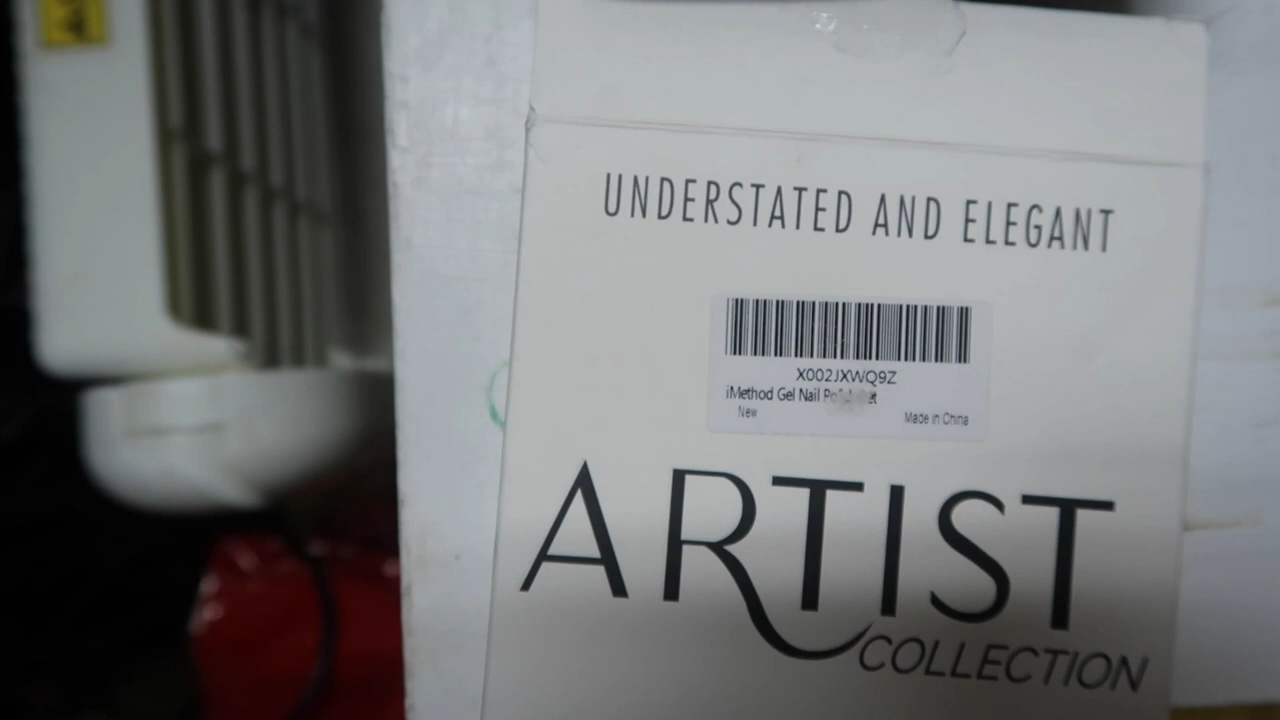 UNDERSTATED AND ELEGANT
X002JXWQ9Z
iMethod Gel Nail
New
Made in China
ARTIST
COLLECTION